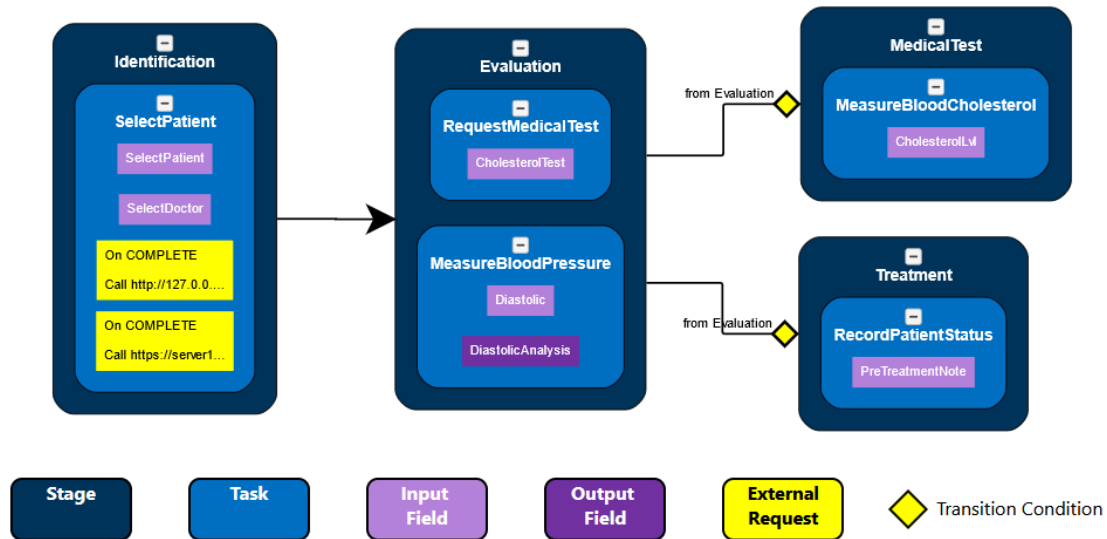 Identification
SelectPatient
SelectPatient
SelectDoctor
On COMPLETE
Call http://127.0.0....
On COMPLETE
Call https://server1...
Evaluation
RequestMedicalTest
CholesterolTest
MeasureBloodPressure
Diastolic
DiastolicAnalysis
from Evaluation
MedicalTest
MeasureBloodCholesterol
CholesterolLvl
from Evaluation
Treatment
RecordPatientStatus
PreTreatmentNote
Stage
Task
Input
Field
Output
Field
External
Request
Transition Condition